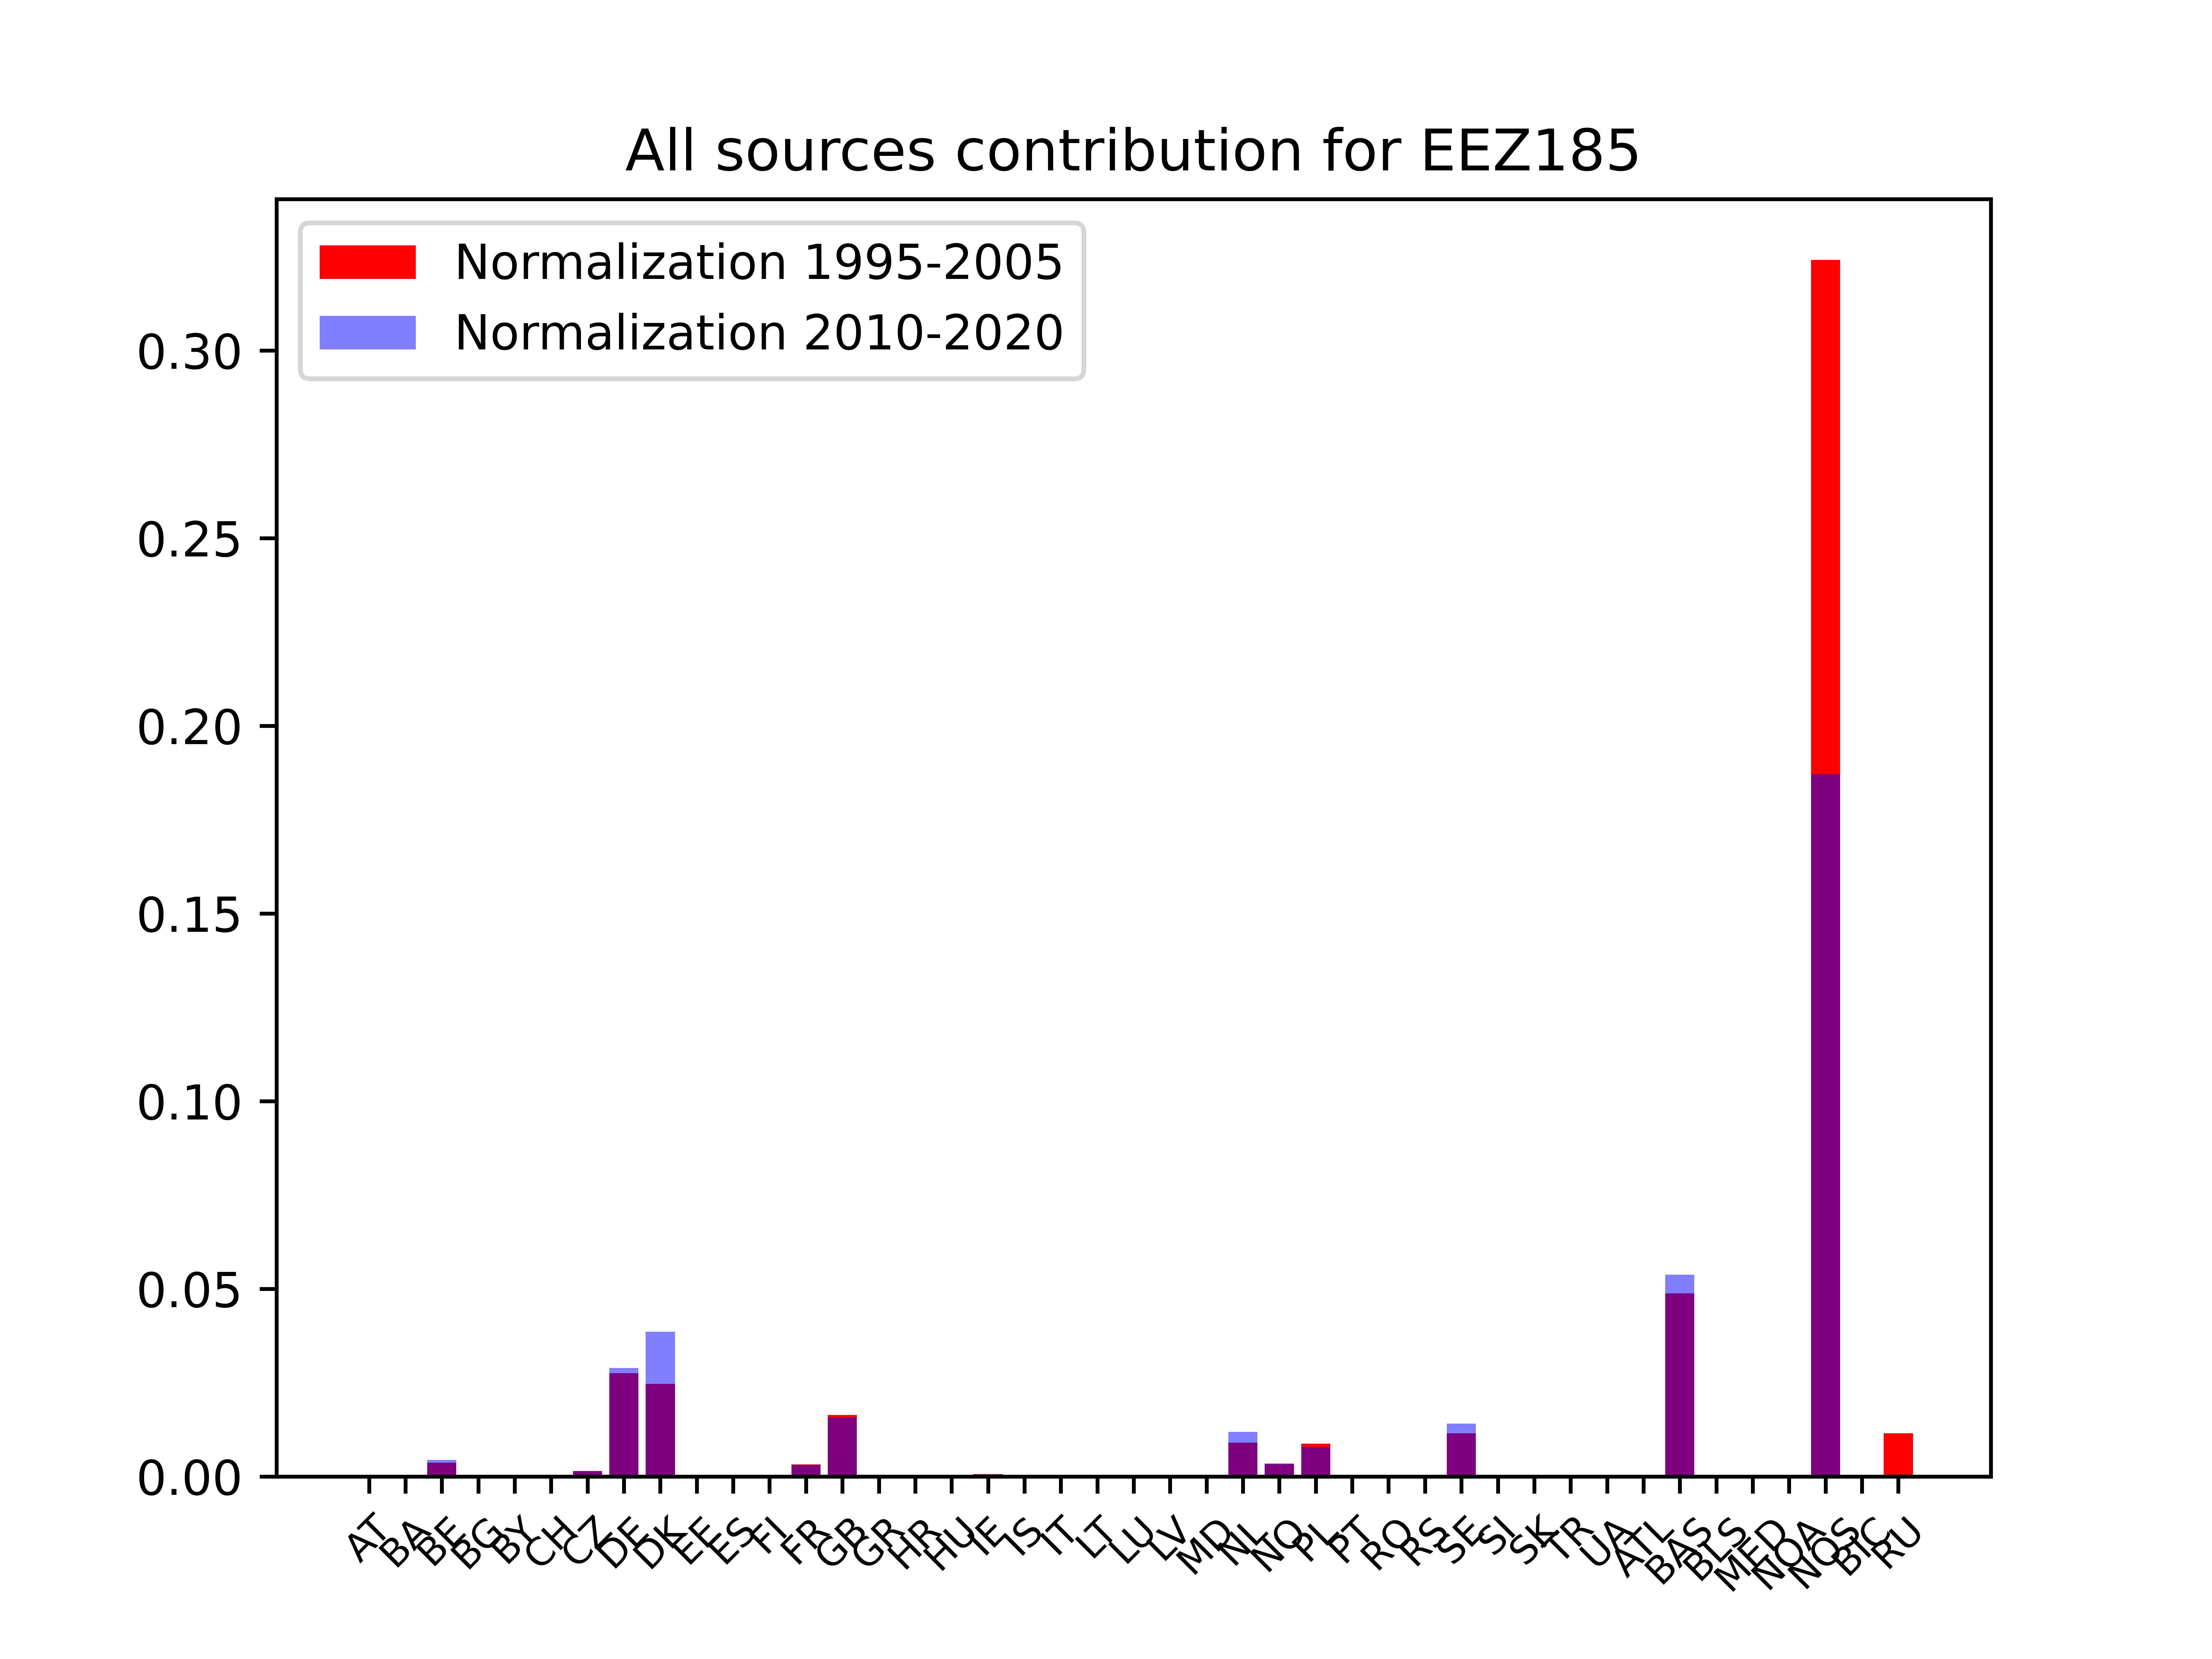 All sources contribution for EEZ185
Normalization 1995-2005
Normalization 2010-2020
0.30
0.25
0.20
0.15
0.10
0.05
0.00
AT
BA
BE
BG
BY
CH
CZ
DE
DK
EE
ES
FI
FR
GB
GR
HR
HU
IE
IS
IT
LT
LU
LV
MD
NL
NO
PL
PT
RO
RS
SE
SI
SK
TR
UA
ATL
BAS
BLS
MED
NOA
NOS
BIC
RU